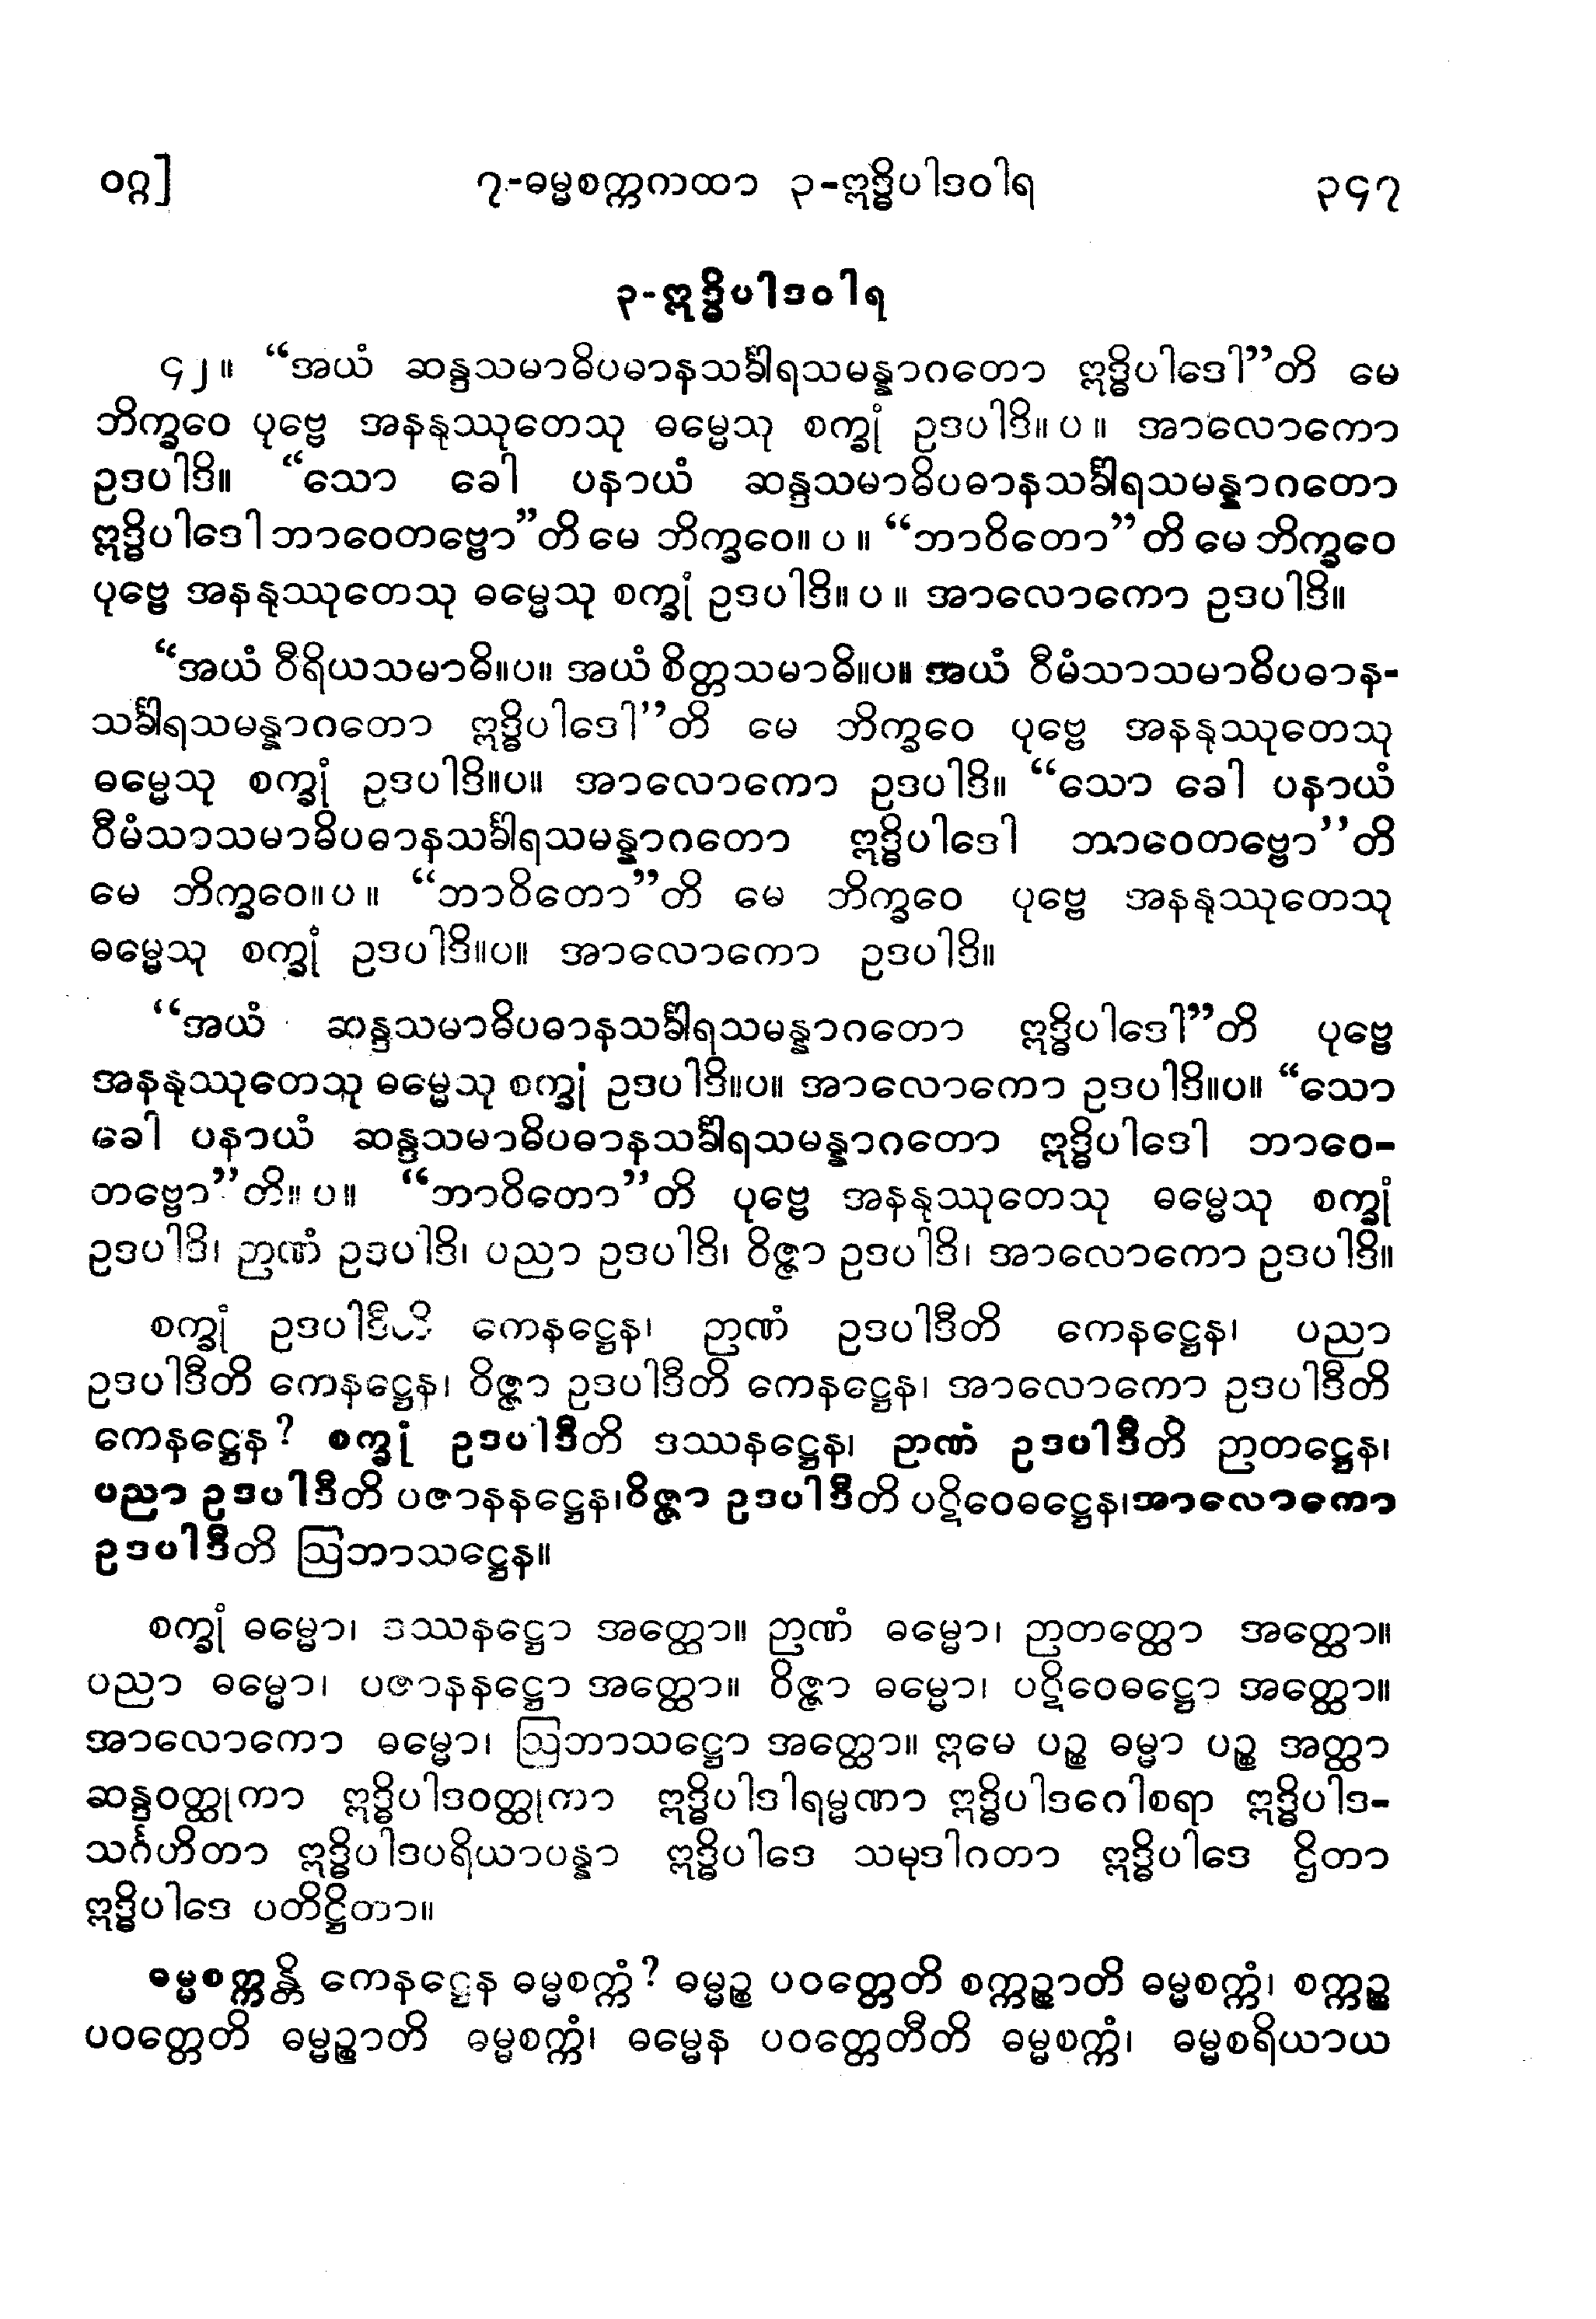 ဝဂ္ဂ]
၇-ဓမ္မစက္ကကထာ ၃-ဣဒ္ဓိပါဒဝါရ
၃၄၇
၃-ဣဒ္ဓိပါဒဝါရ
၄၂။ “အယံ ဆန္ဒသမာဓိပဓာနသင်္ခါရသမန္နာဂတော ဣဒ္ဓိပါဒေါ”တိ မေ
ဘိက္ခဝေ ပုဗ္ဗေ အနနုဿုတေသု ဓမ္မေသု စက္ခုံ ဥဒပါဒိ။ ပ ။ အာလောကော
ဥဒပါဒိ။ “သော ခေါ ပနာယံ ဆန္ဒသမာဓိပဓာနသင်္ခါရသမန္နာဂတော
ဣဒ္ဓိပါဒေါ ဘာဝေတဗ္ဗော”တိ မေ ဘိက္ခဝေ။ ပ ။ “ဘာဝိတော”တိ မေ ဘိက္ခဝေ
ပုဗ္ဗေ အနနုဿုတေသု ဓမ္မေသု စက္ခုံ ဥဒပါဒိ။ ပ ။ အာလောကော ဥဒပါဒိ။
“အယံ ဝီရိယသမာဓိ။ပ။ အယံ စိတ္တသမာဓိ။ပ။ အယံ ဝီမံသာသမာဓိပဓာန-
သင်္ခါရသမန္နာဂတော ဣဒ္ဓိပါဒေါ”တိ မေ ဘိက္ခဝေ ပုဗ္ဗေ အနနုဿုတေသု
ဓမ္မေသု စက္ခုံ ဥဒပါဒိ။ပ။ အာလောကော ဥဒပါဒိ။ “သော ခေါ ပနာယံ
ဝီမံသာသမာဓိပဓာနသင်္ခါရသမန္နာဂတော ဣဒ္ဓိပါဒေါ ဘာဝေတဗ္ဗော”တိ
မေ ဘိက္ခဝေ။ ပ ။ “ဘာဝိတော”တိ မေ ဘိက္ခဝေ ပုဗ္ဗေ အနနုဿုတေသု
ဓမ္မေသု စက္ခုံ ဥဒပါဒိ။ပ။ အာလောကော ဥဒပါဒိ။
“အယံ ဆန္ဒသမာဓိပဓာနသင်္ခါရသမန္နာဂတော ဣဒ္ဓိပါဒေါ”တိ ပုဗ္ဗေ
အနနုဿုတေသု ဓမ္မေသု စက္ခုံ ဥဒပါဒိ။ပ။ အာလောကော ဥဒပါဒိ။ပ။ “သော
ခေါ ပနာယံ ဆန္ဒသမာဓိပဓာနသင်္ခါရသမန္နာဂတော ဣဒ္ဓိပါဒေါ ဘာဝေ-
တဗ္ဗော”တိ။ ပ။ “ဘာဝိတော”တိ ပုဗ္ဗေ အနနုဿုတေသု ဓမ္မေသု စက္ခုံ
ဥဒပါဒိ၊ ဉာဏံ ဥဒပါဒိ၊ ပညာ ဥဒပါဒိ၊ ဝိဇ္ဇာ ဥဒပါဒိ၊ အာလောကော ဥဒပါဒိ။
စက္ခုံ ဥဒပါဒီတိ ကေနဋ္ဌေန၊ ဉာဏံ ဥဒပါဒီတိ ကေနဋ္ဌေန၊ ပညာ
ဥဒပါဒီတိ ကေနဋ္ဌေန၊ ဝိဇ္ဇာ ဥဒပါဒီတိ ကေနဋ္ဌေန၊ အာလောကော ဥဒပါဒီတိ
ကေနဋ္ဌေန? စက္ခုံ ဥဒပါဒီတိ ဒဿနဋ္ဌေန၊ ဉာဏံ ဥဒပါဒီတိ ဉာတဋ္ဌေန၊
ပညာ ဥဒပါဒီတိ ပဇာနနဋ္ဌေန၊ ဝိဇ္ဇာ ဥဒပါဒီတိ ပဋိဝေဓဋ္ဌေန၊ အာလောကော
ဥဒပါဒီတိ ဩဘာသဋ္ဌေန။
စက္ခုံ ဓမ္မော၊ ဒဿနဋ္ဌော အတ္ထော။ ဉာဏံ ဓမ္မော၊ ဉာတတ္ထော အတ္ထော။
ပညာ ဓမ္မော၊ ပဇာနနဋ္ဌော အတ္ထော။ ဝိဇ္ဇာ ဓမ္မော၊ ပဋိဝေဓဋ္ဌော အတ္ထော။
အာလောကော ဓမ္မော၊ ဩဘာသဋ္ဌော အတ္ထော။ ဣမေ ပဉ္စ ဓမ္မာ ပဉ္စ အတ္ထာ
ဆန္ဒဝတ္ထုကာ ဣဒ္ဓိပါဒဝတ္ထုကာ ဣဒ္ဓိပါဒါရမ္မဏာ ဣဒ္ဓိပါဒဂေါစရာ ဣဒ္ဓိပါဒ-
သင်္ဂဟိတာ ဣဒ္ဓိပါဒပရိယာပန္နာ ဣဒ္ဓိပါဒေ သမုဒါဂတာ ဣဒ္ဓိပါဒေ ဌိတာ
ဣဒ္ဓိပါဒေ ပတိဋ္ဌိတာ။
ဓမ္မစက္ကန္တိ ကေနဋ္ဌေန ဓမ္မစက္ကံ? ဓမ္မဉ္စ ပဝတ္တေတိ စက္ကဉ္စာတိ ဓမ္မစက္ကံ၊ စက္ကဉ္စ
ပဝတ္တေတိ ဓမ္မဉ္စာတိ ဓမ္မစက္ကံ၊ ဓမ္မေန ပဝတ္တေတီတိ ဓမ္မစက္ကံ၊ ဓမ္မစရိယာယ